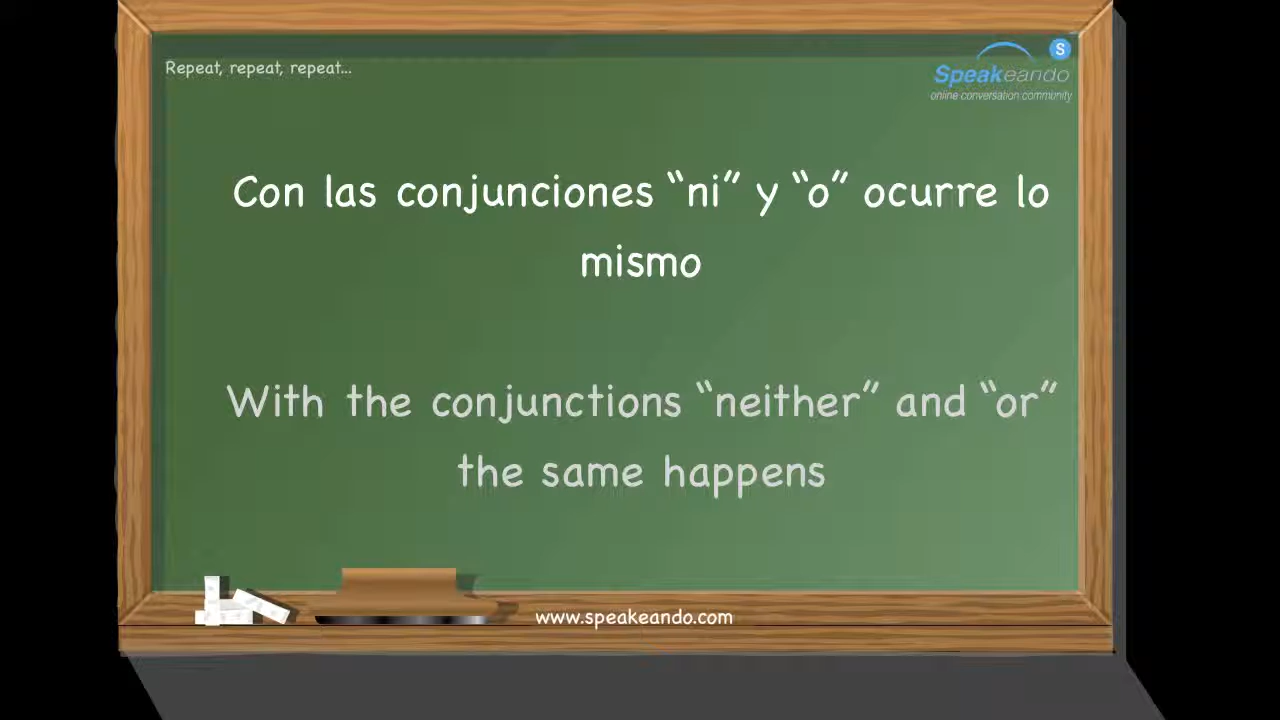 Repeat, repeat, repeat...
S
Speakeando
online conversation community
Con las conjunciones “ni” y “o” ocurre lo
mismo
With the conjunctions “neither” and “or”
the same happens
www.speakeando.com